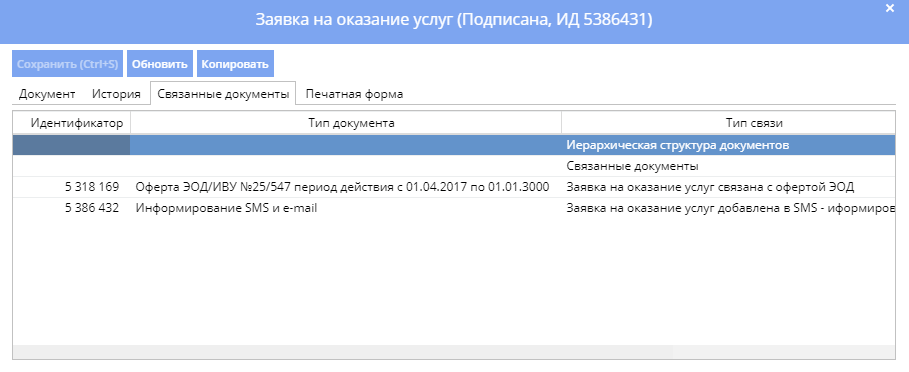 Заявка на оказание услуг (Подписана, ИД 5386431)
Сохранить (Ctrl+S) Обновить Копировать
Документ История Связанные документы Печатная форма
Идентификатор Тип документа Тип связи
Иерархическая структура документов
Связанные документы
5 318 169 Оферта ЭОД/ИВУ №25/547 период действия с 01.04.2017 по 01.01.3000 Заявка на оказание услуг связана с офертой ЭОД
5 386 432 Информирование SMS и e-mail Заявка на оказание услуг добавлена в SMS - иформиров